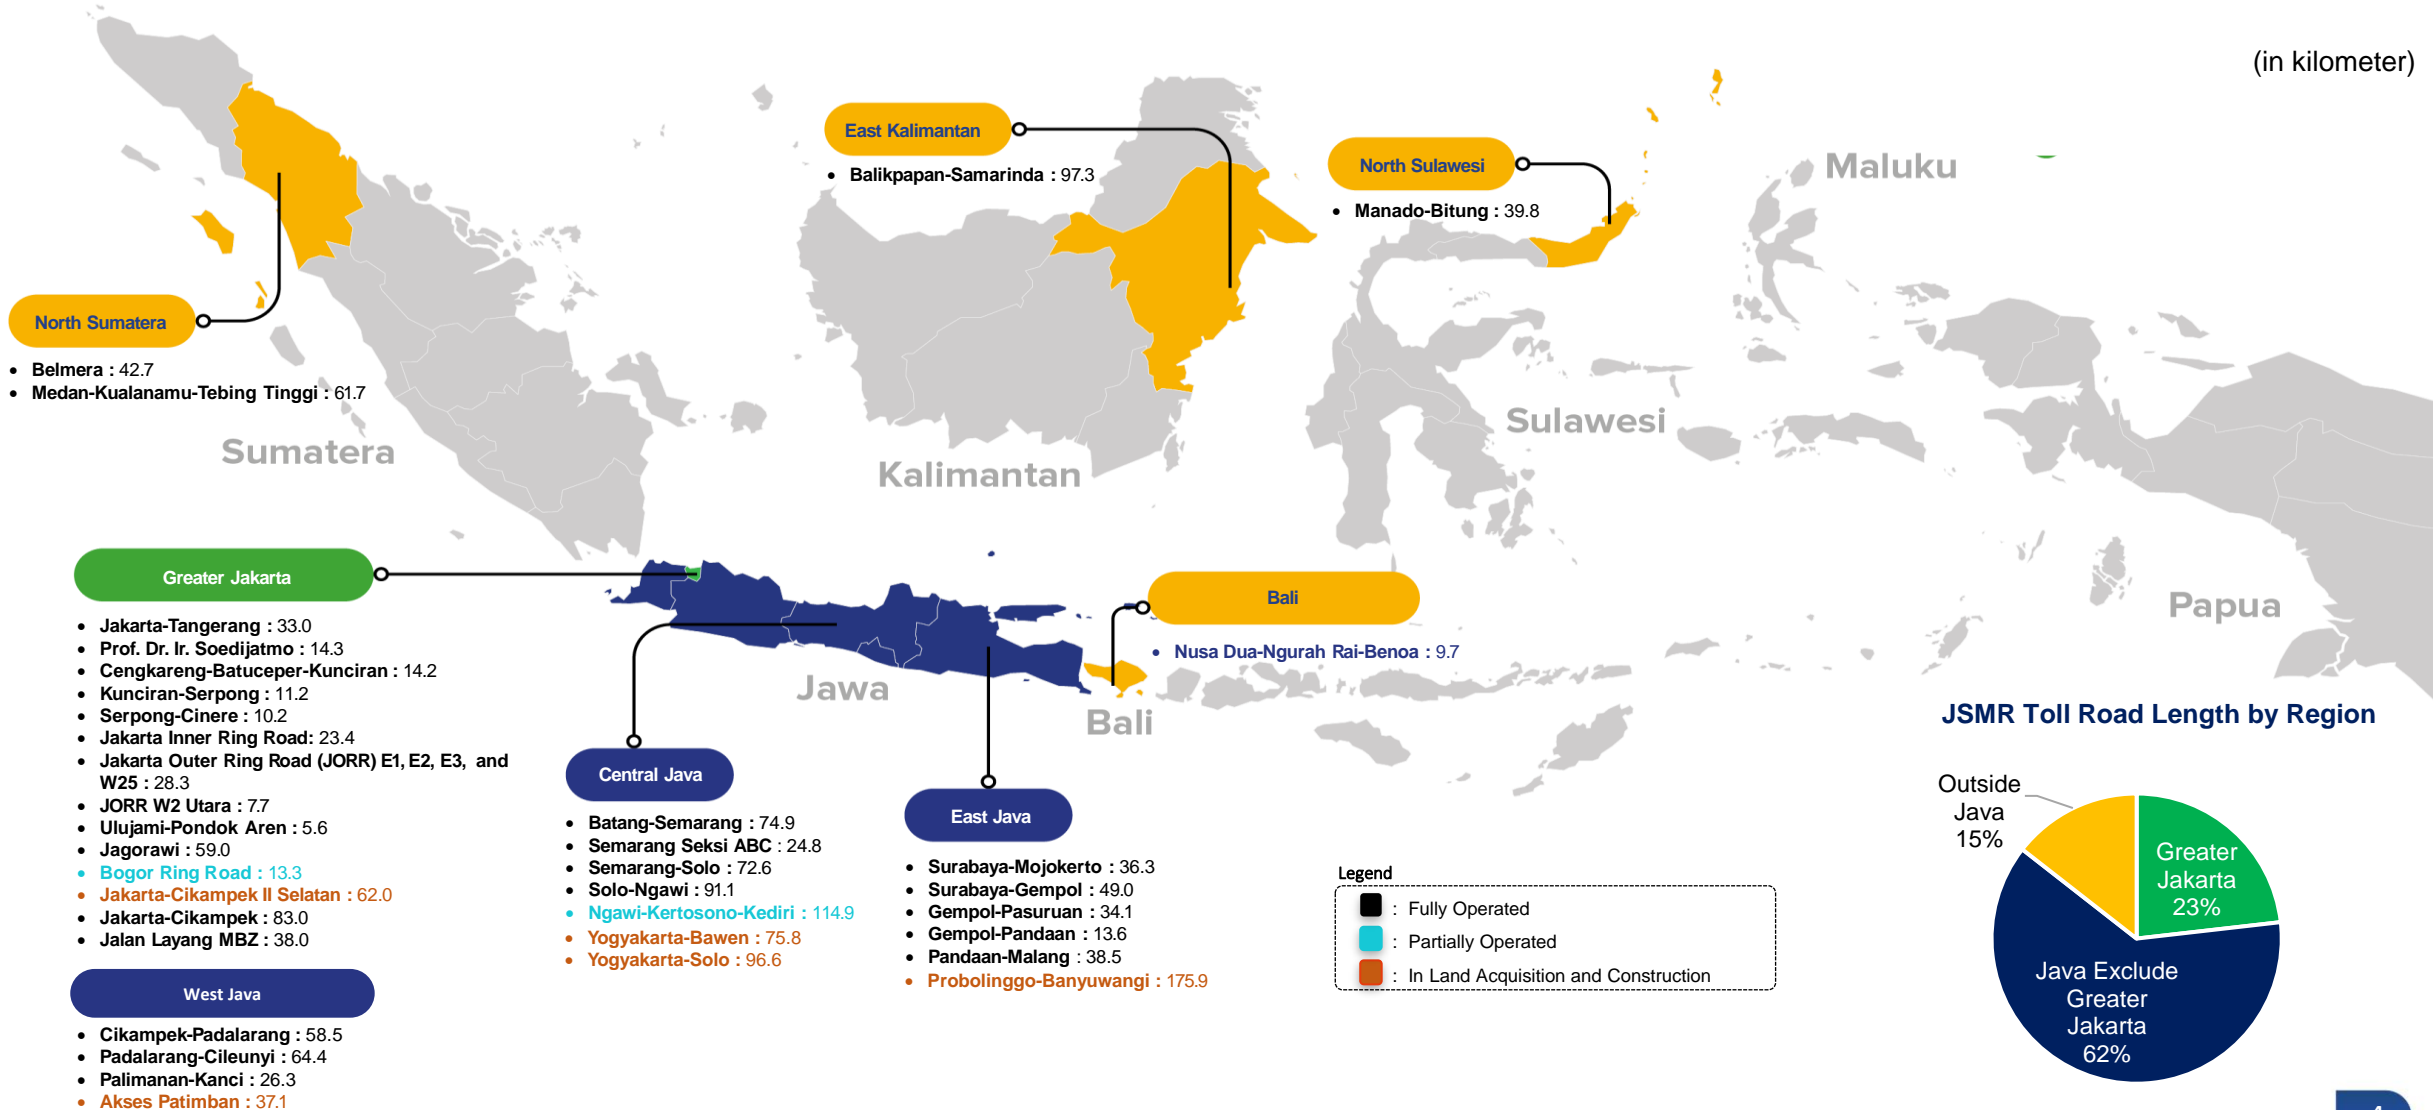 (in kilometer)
East Kalimantan
• Balikpapan-Samarinda : 97.3
North Sulawesi
• Manado-Bitung : 39.8
Maluku
North Sumatera
• Belmera : 42.7
• Medan-Kualanamu-Tebing Tinggi : 61.7
Sumatera
Kalimantan
Sulawesi
Papua
Greater Jakarta
• Jakarta-Tangerang : 33.0
• Prof. Dr. Ir. Soedijatmo : 14.3
• Cengkareng-Batuceper-Kunciran : 14.2
• Kunciran-Serpong : 11.2
• Serpong-Cinere : 10.2
• Jakarta Inner Ring Road: 23.4
• Jakarta Outer Ring Road (JORR) E1, E2, E3, and
W25 : 28.3
• JORR W2 Utara : 7.7
• Ulujami-Pondok Aren : 5.6
• Jagorawi : 59.0
• Bogor Ring Road : 13.3
• Jakarta-Cikampek II Selatan : 62.0
• Jakarta-Cikampek : 83.0
• Jalan Layang MBZ : 38.0
West Java
• Cikampek-Padalarang : 58.5
• Padalarang-Cileunyi : 64.4
• Palimanan-Kanci : 26.3
• Akses Patimban : 37.1
Jawa
Bali
• Nusa Dua-Ngurah Rai-Benoa : 9.7
Bali
Central Java
• Batang-Semarang : 74.9
• Semarang Seksi ABC : 24.8
• Semarang-Solo : 72.6
• Solo-Ngawi : 91.1
• Ngawi-Kertosono-Kediri : 114.9
• Yogyakarta-Bawen : 75.8
• Yogyakarta-Solo : 96.6
East Java
• Surabaya-Mojokerto : 36.3
• Surabaya-Gempol : 49.0
• Gempol-Pasuruan : 34.1
• Gempol-Pandaan : 13.6
• Pandaan-Malang : 38.5
• Probolinggo-Banyuwangi : 175.9
Legend
: Fully Operated
: Partially Operated
: In Land Acquisition and Construction
JSMR Toll Road Length by Region
Outside
Java
15%
Greater
Jakarta
23%
Java Exclude
Greater
Jakarta
62%